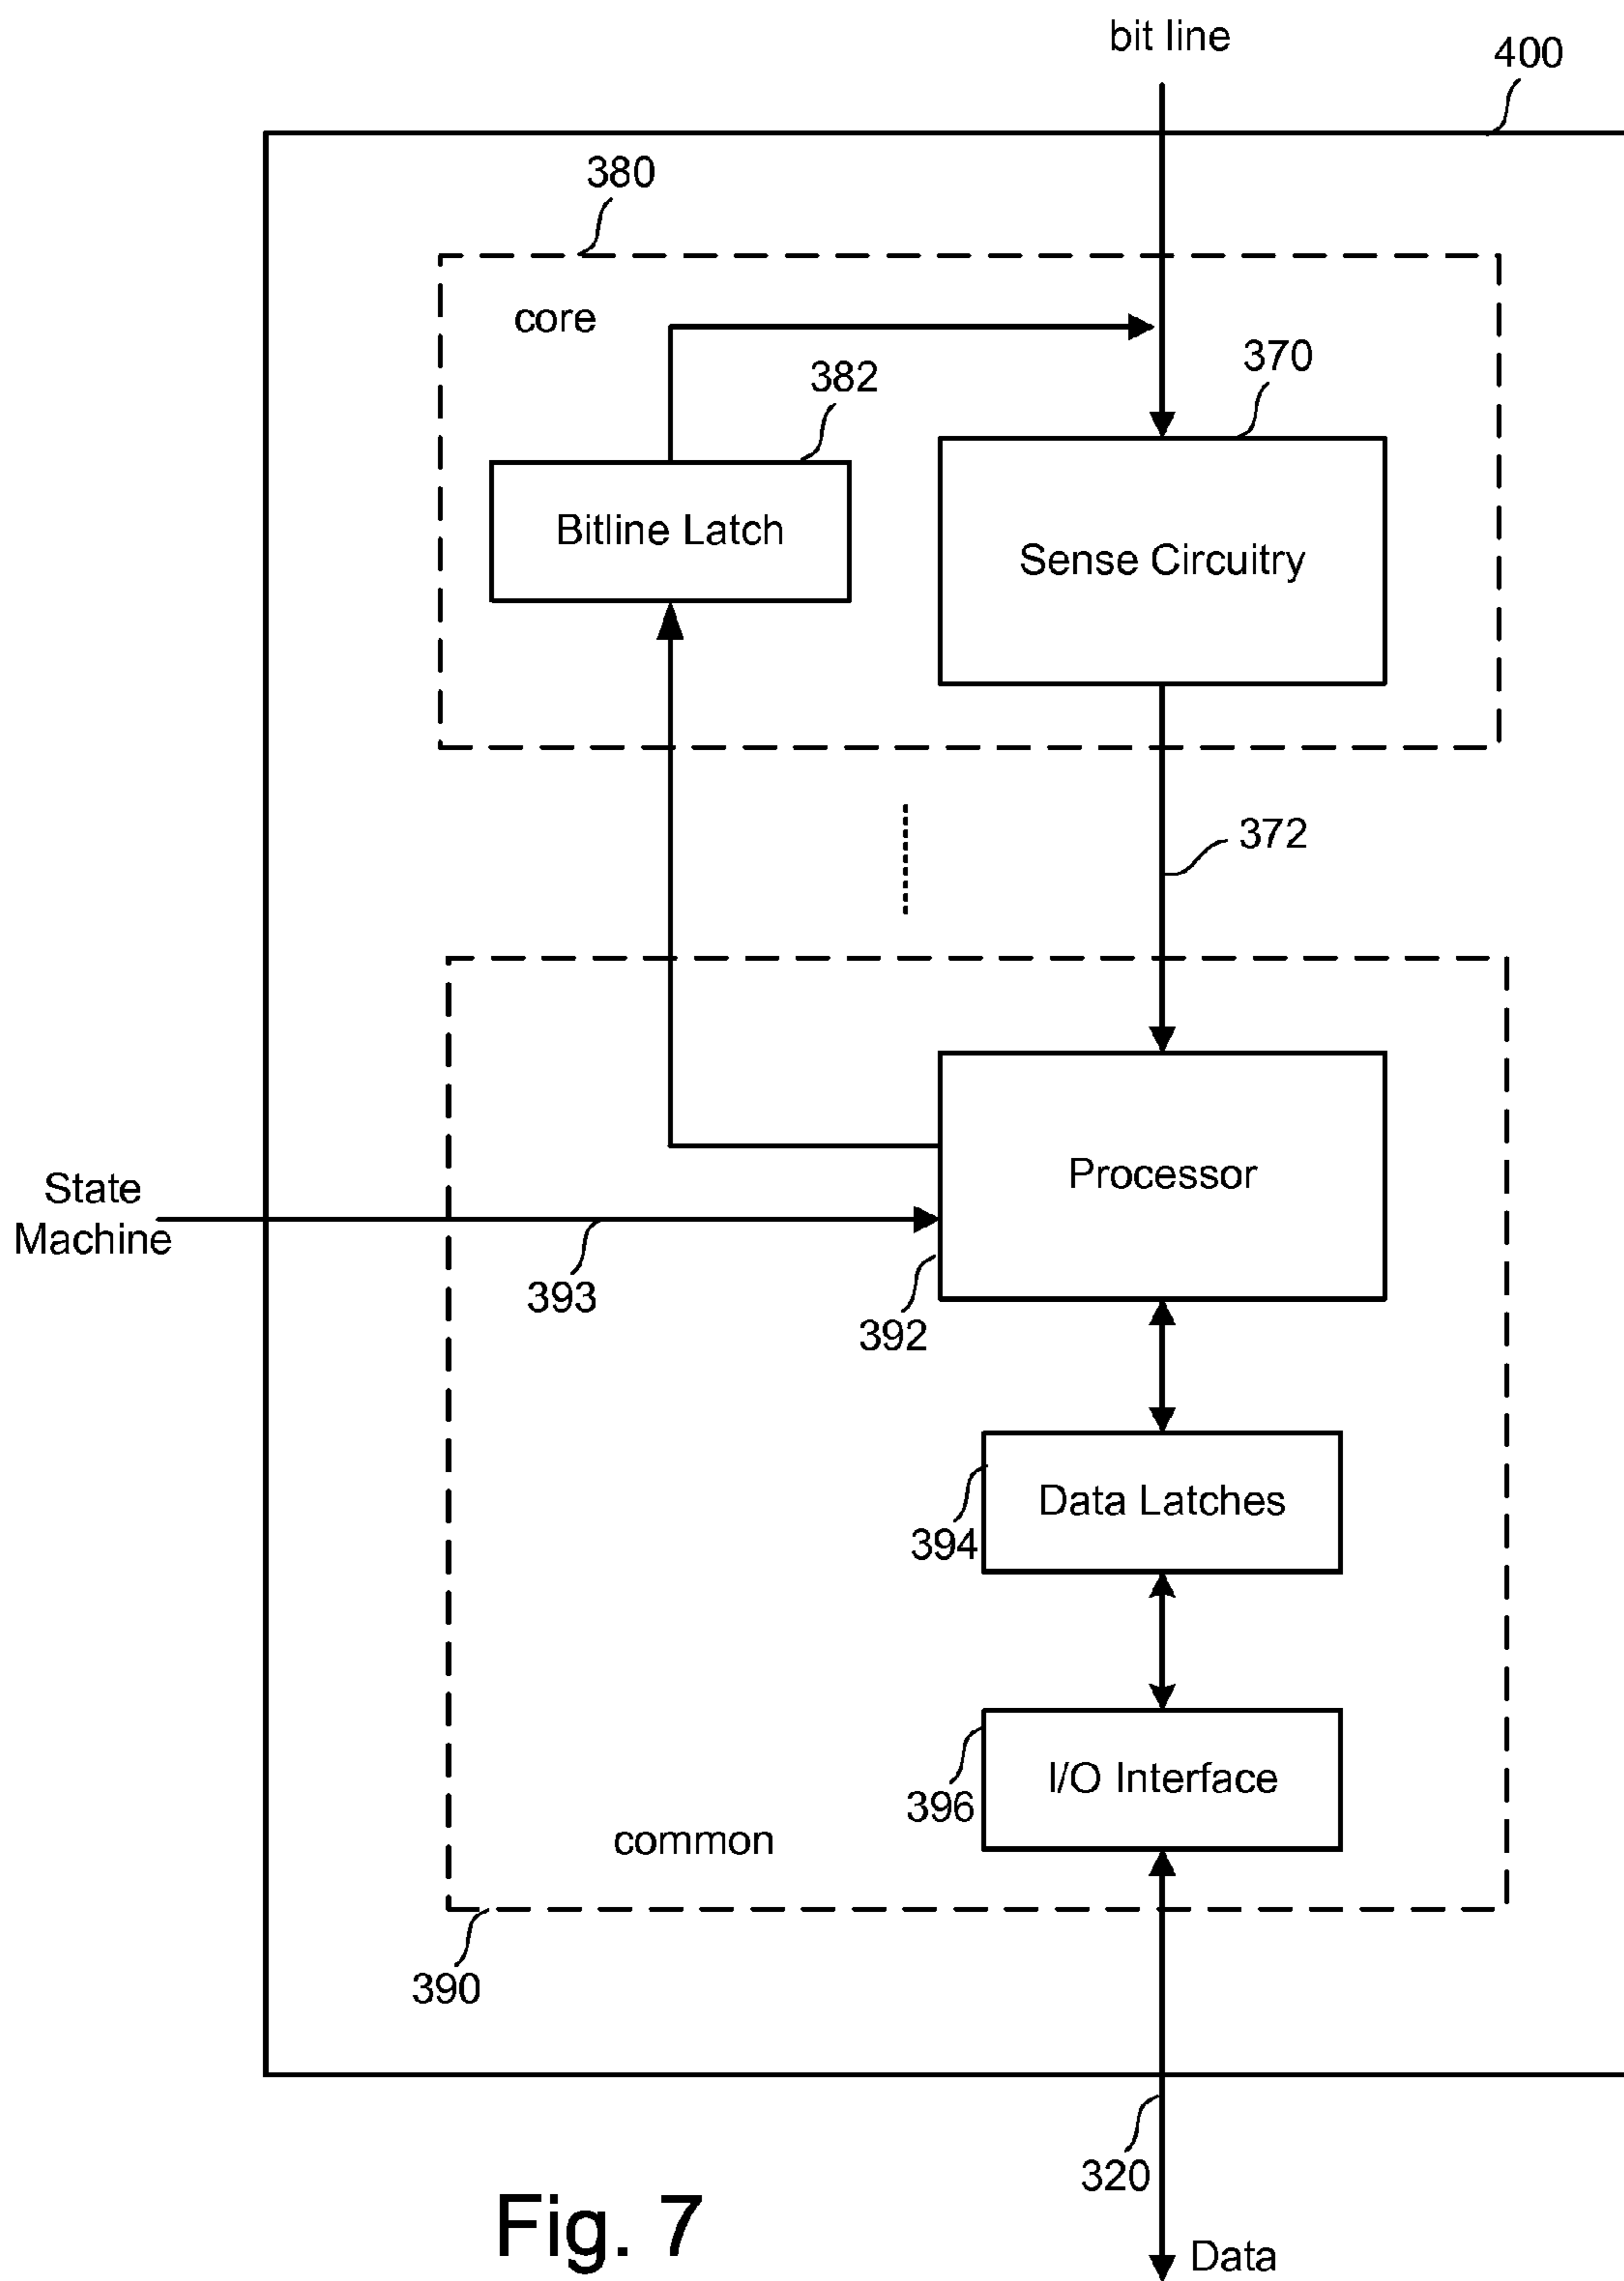 bit line
400
380
core
370
382
Bitline Latch
Sense Circuitry
372
Processor
State
Machine
393
392
Data Latches
394
I/O Interface
396
common
390
320
Fig. 7
Data